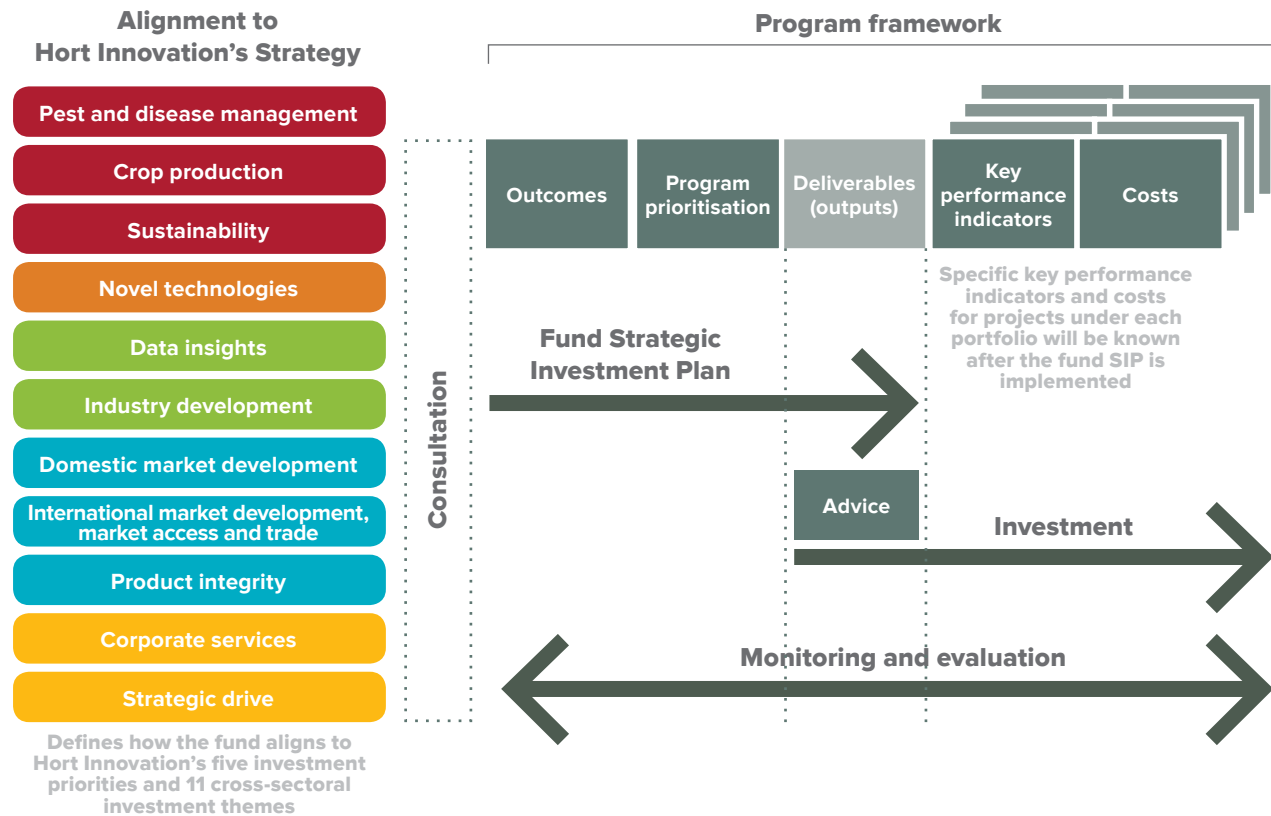 Alignment to
Hort Innovation's Strategy
Pest and disease management
Crop production
Sustainability
Novel technologies
Data insights
Industry development
Domestic market development
International market development,
market access and trade
Product integrity
Corporate services
Strategic drive
Defines how the fund aligns to
Hort Innovation's five investment
priorities and 11 cross-sectoral
investment themes
Consultation
Program framework
Outcomes
Program
prioritisation
Deliverables
(outputs)
Key
performance
indicators
Costs
Specific key performance
indicators and costs
for projects under each
portfolio will be known
after the fund SIP is
implemented
Fund Strategic
Investment Plan
Advice
Investment
Monitoring and evaluation